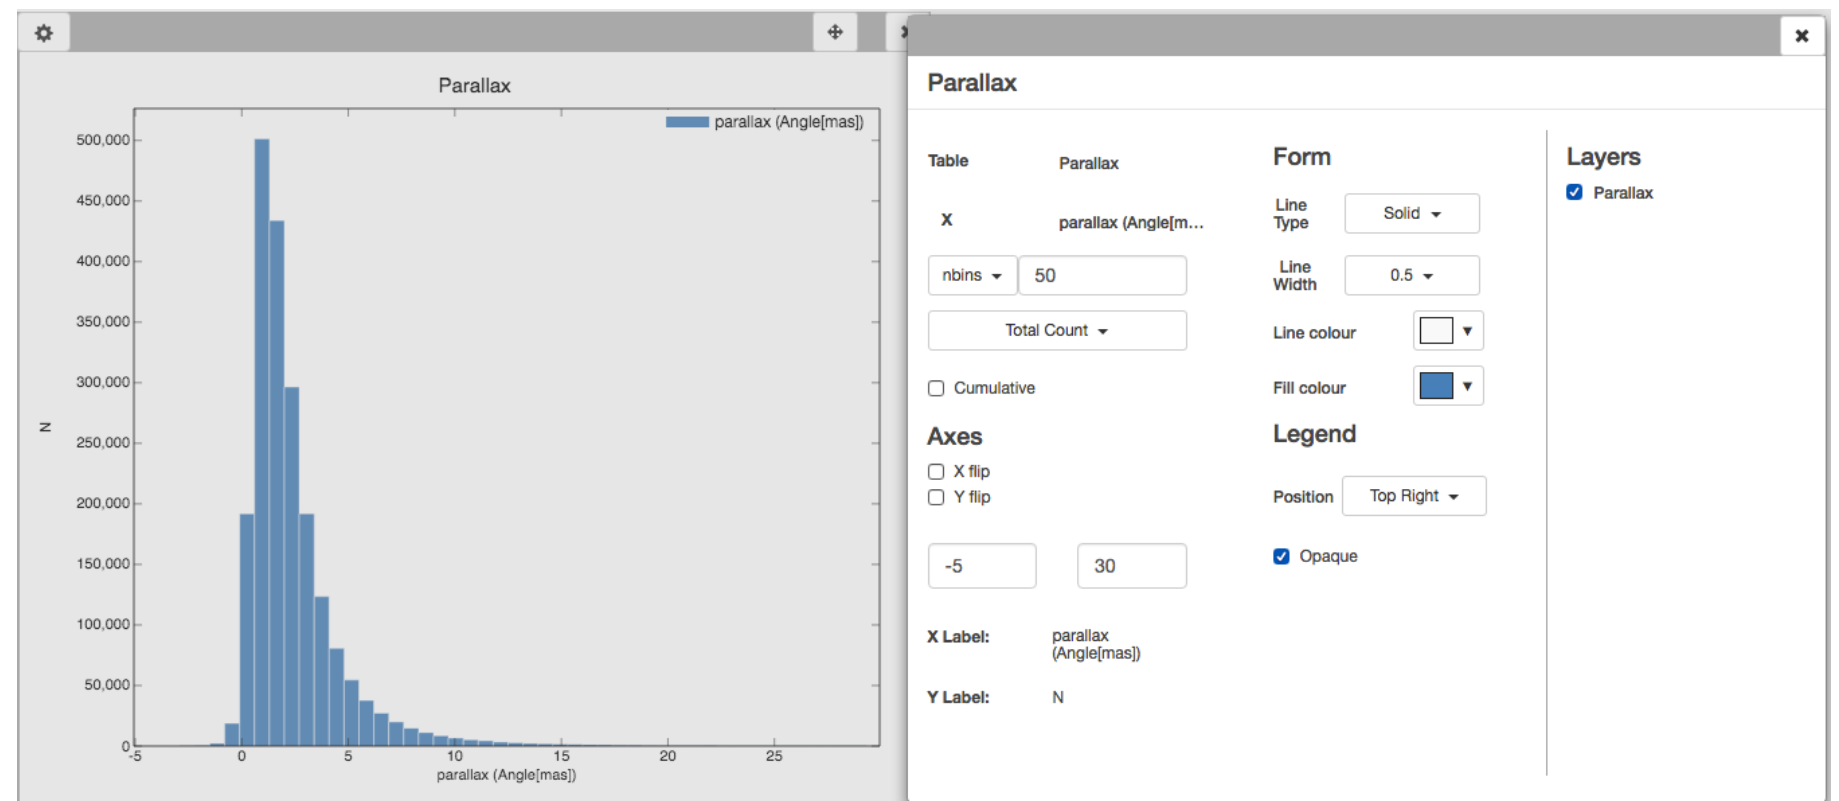 Parallax
parallax (Angle[mas])
500,000
450,000
400,000
350,000
300,000
250,000
200,000
150,000
100,000
50,000
0
N
-5 0 5 10 15 20 25
parallax (Angle[mas])
Parallax
Table Parallax
X parallax (Angle[m...
nbins 50
Total Count
Cumulative
Axes
X flip
Y flip
-5 30
X Label: parallax
(Angle[mas])
Y Label: N
Form
Line
Type
Solid
Line
Width
0.5
Line colour
Fill colour
Legend
Position Top Right
Opaque
Layers
Parallax